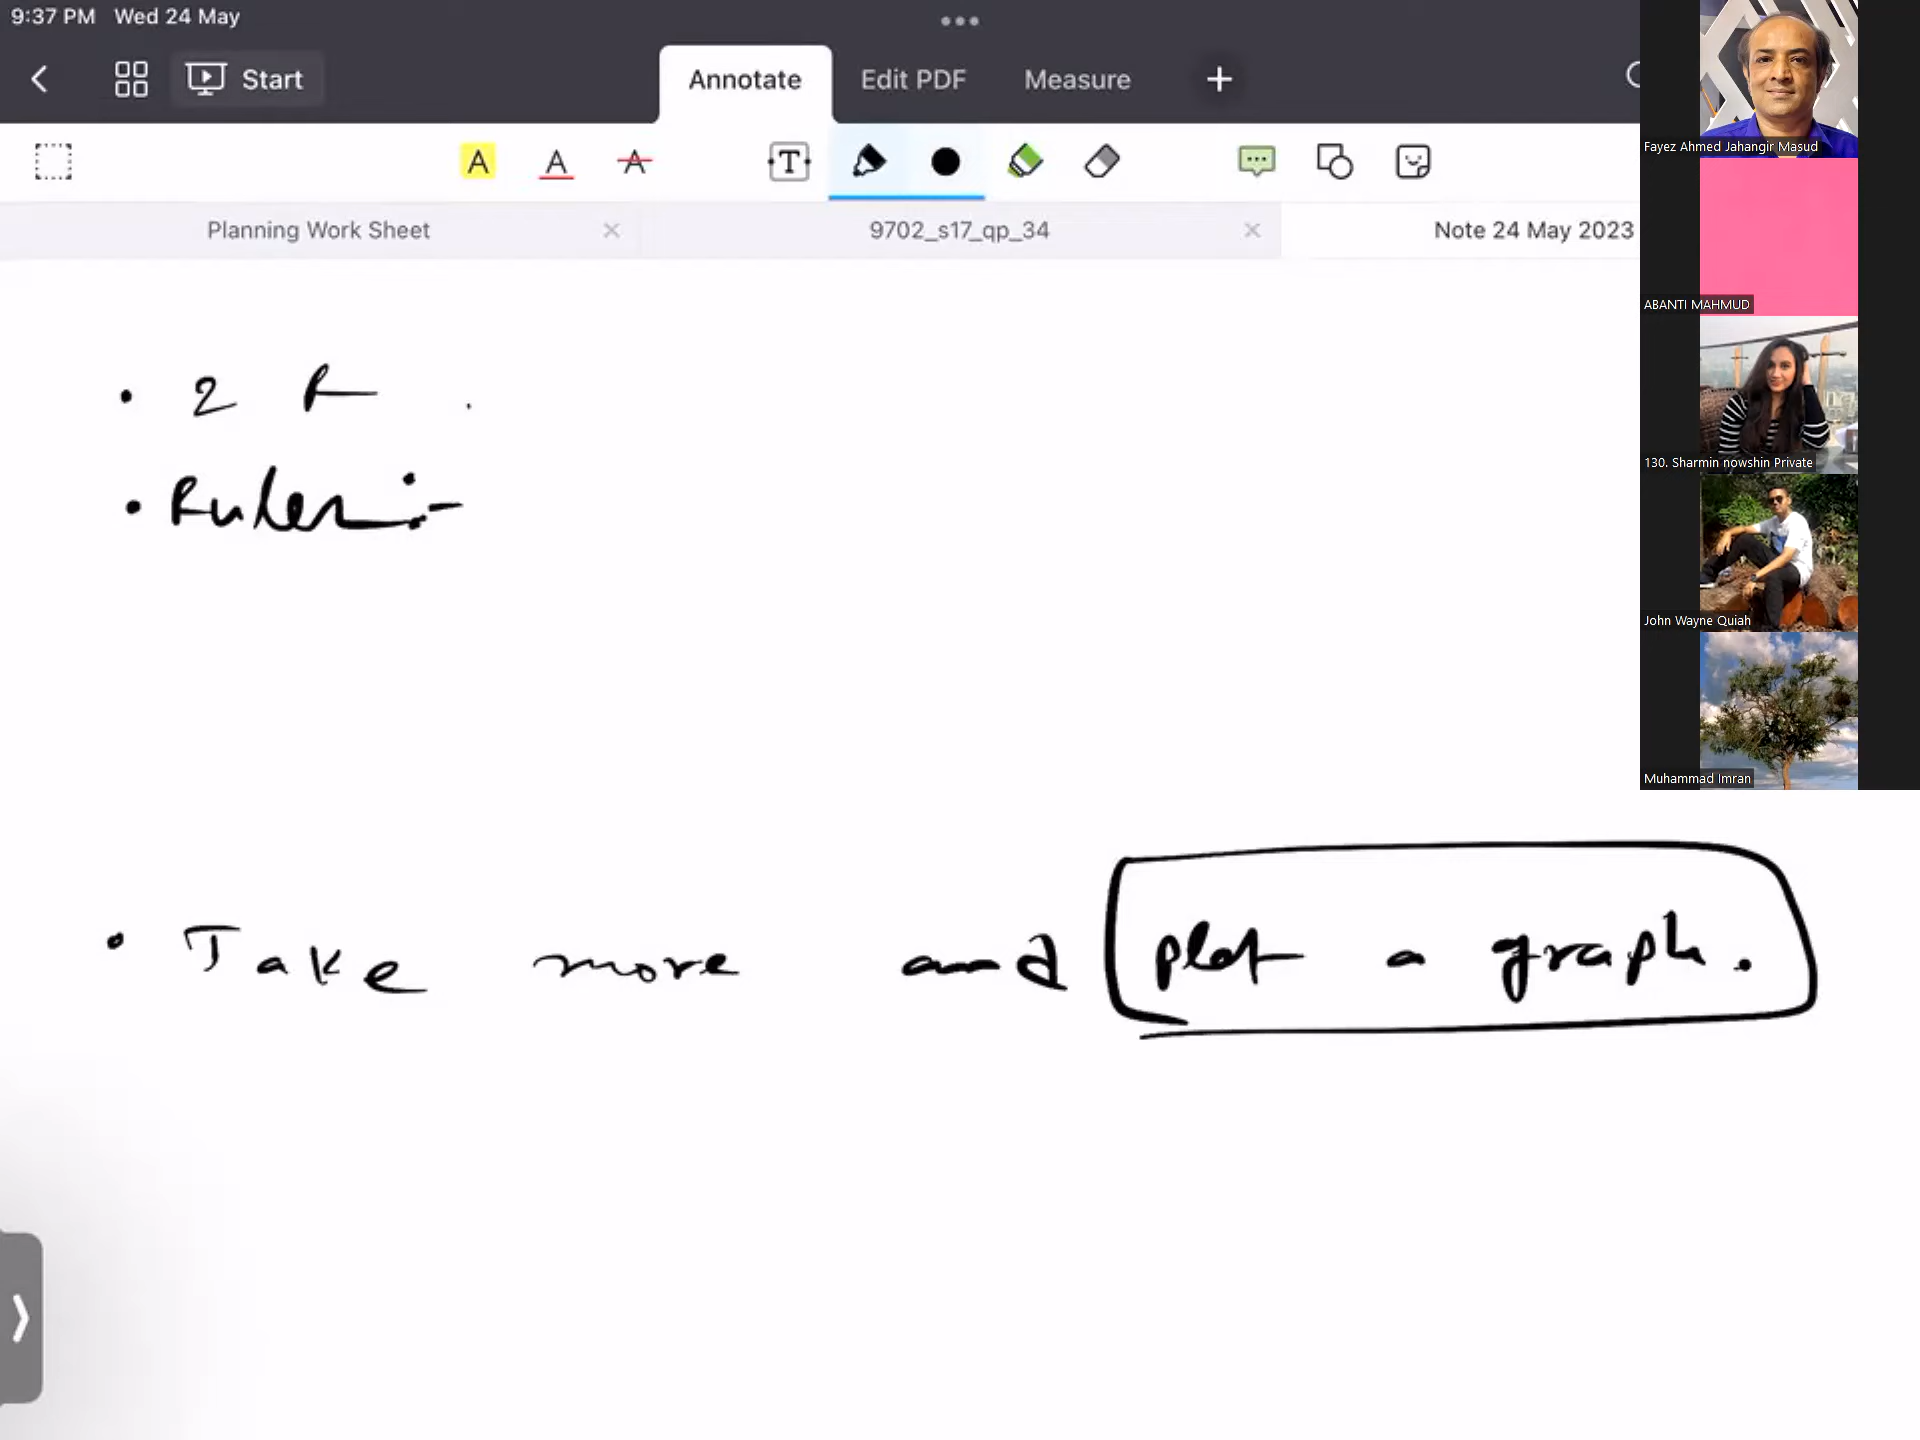 9:37 PM Wed 24 May
Start
Annotate
Edit PDF
Measure
A A A T
Planning Work Sheet
9702_s17_qp_34
Note 24 May 2023
• 2 R
• Ruler :-
• Take more and plot a graph.
Fayez Ahmed Jahangir Masud
ABANTI MAHMUD
130. Sharmin nowshin Private
John Wayne Quiah
Muhammad Imran